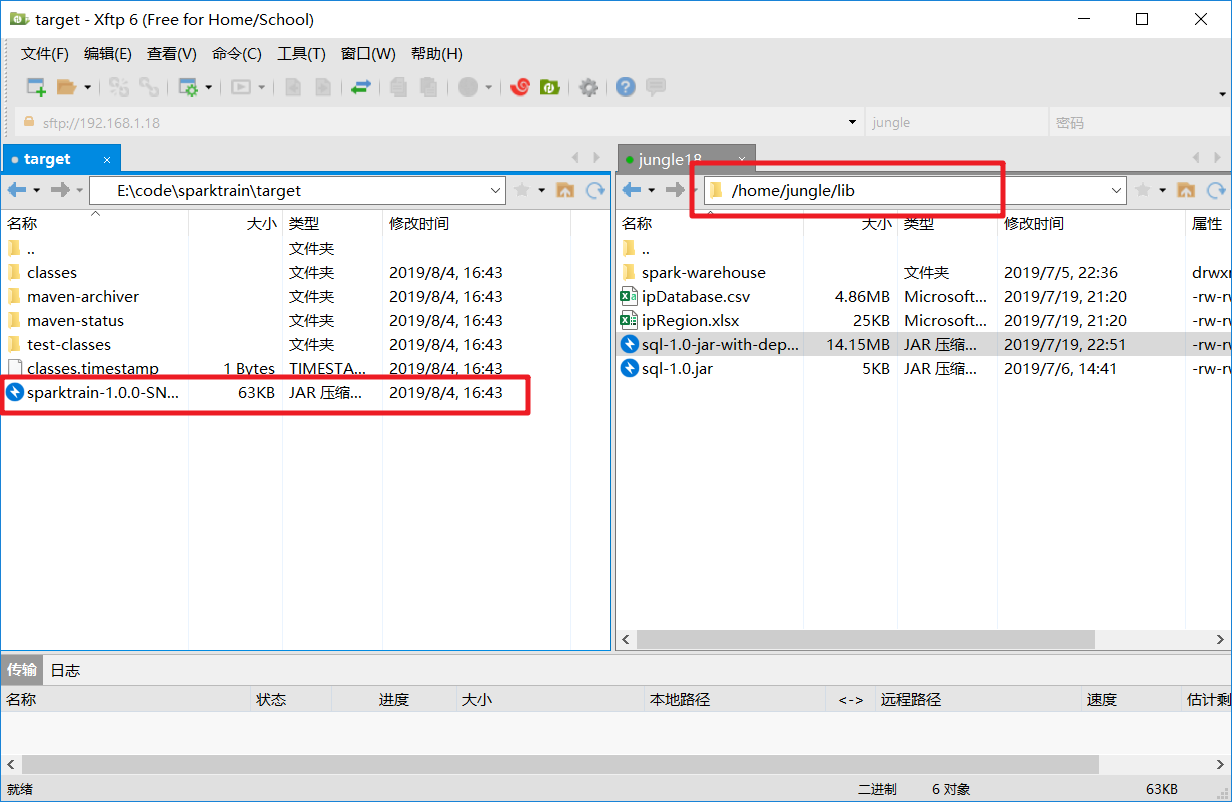 target - Xftp 6 (Free for Home/School)
文件(F) 编辑(E) 查看(V) 命令(C) 工具(T) 窗口(W) 帮助(H)
sftp://192.168.1.18 jungle 密码
target × jungle18 ×
E:\code\sparktrain\target /home/jungle/lib
名称 大小 类型 修改时间
.. 文件夹
classes 文件夹 2019/8/4, 16:43
maven-archiver 文件夹 2019/8/4, 16:43
maven-status 文件夹 2019/8/4, 16:43
test-classes 文件夹 2019/8/4, 16:43
classes.timestamp 1 Bytes TIMESTA... 2019/8/4, 16:43
sparktrain-1.0.0-SN... 63KB JAR 压缩... 2019/8/4, 16:43
名称 大小 类型 修改时间 属性
..
spark-warehouse 文件夹 2019/7/5, 22:36 drwxr
ipDatabase.csv 4.86MB Microsoft... 2019/7/19, 21:20 -rw-rw
ipRegion.xlsx 25KB Microsoft... 2019/7/19, 21:20 -rw-rw
sql-1.0-jar-with-dep... 14.15MB JAR 压缩... 2019/7/19, 22:51 -rw-rw
sql-1.0.jar 5KB JAR 压缩... 2019/7/6, 14:41 -rw-rw
传输 日志
名称 状态 进度 大小 本地路径 <-> 远程路径 速度 估计剩
就绪 二进制 6 对象 63KB